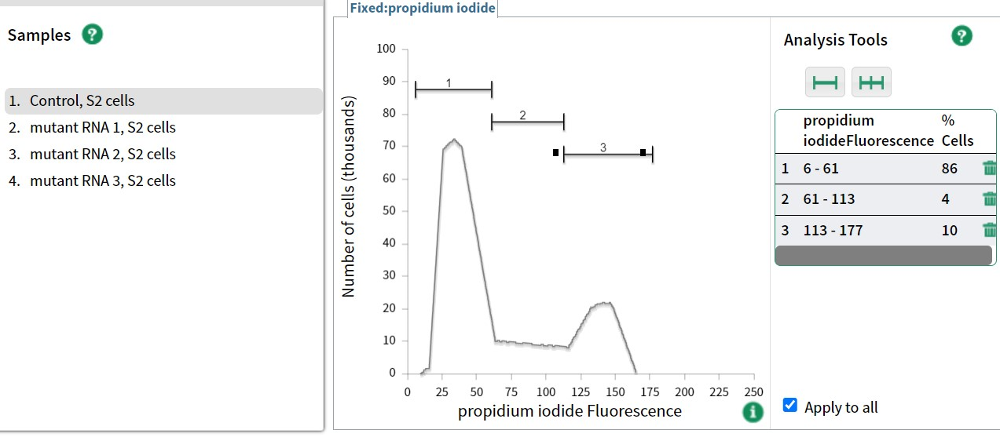 Fixed:propidium iodide
Samples ?
1. Control, S2 cells
2. mutant RNA 1, S2 cells
3. mutant RNA 2, S2 cells
4. mutant RNA 3, S2 cells
Number of cells (thousands)
100
90
80
70
60
50
40
30
20
10
0
1
2
3
0 25 50 75 100 125 150 175 200 225 250
propidium iodide Fluorescence
i
Analysis Tools ?
propidium %
iodideFluorescence Cells
1 6 - 61 86
2 61 - 113 4
3 113 - 177 10
Apply to all